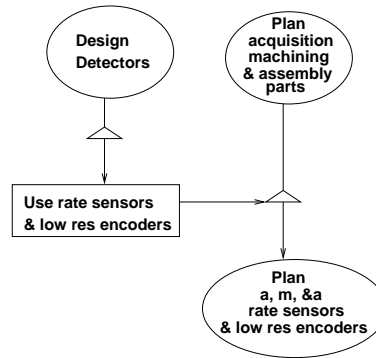 Design
Detectors
Plan
acquisition
machining
& assembly
parts
Use rate sensors
& low res encoders
Plan
a, m, &a
rate sensors
& low res encoders